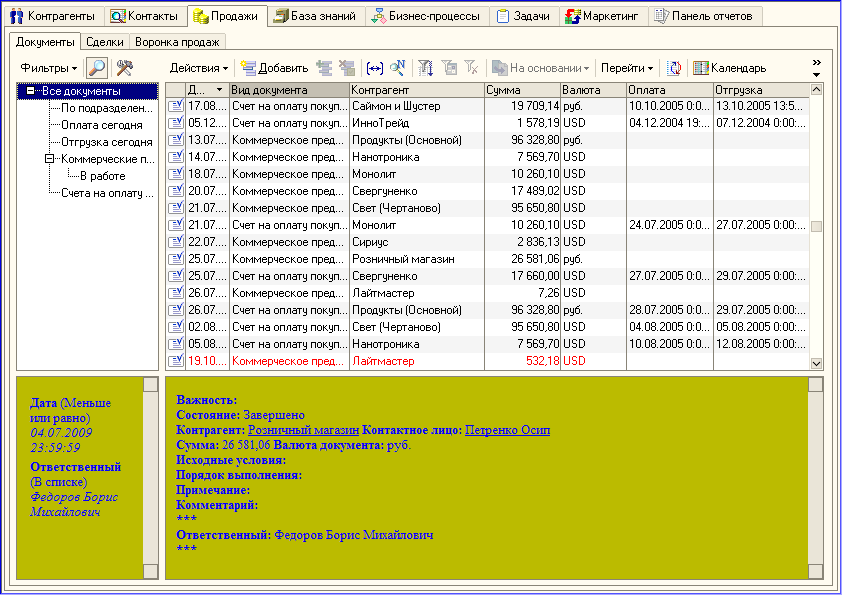 Контрагенты Контакты Продажи База знаний Бизнес-процессы Задачи Маркетинг Панель отчетов
Документы Сделки Воронка продаж
Фильтры Действия Добавить На основании Перейти Календарь
Все документы
По подразделен...
Оплата сегодня
Отгрузка сегодня
Коммерческие п...
В работе
Счета на оплату ...
Д... Вид документа Контрагент Сумма Валюта Оплата Отгрузка
17.08.... Счет на оплату покуп... Саймон и Шустер 19 709,14 руб. 10.10.2005 0:0... 13.10.2005 13:5...
05.12.... Счет на оплату покуп... ИнноТрейд 1 578,19 USD 04.12.2004 19:... 07.12.2004 0:00:...
13.07.... Коммерческое пред... Продукты (Основной) 96 328,80 руб.
14.07.... Коммерческое пред... Нанотроника 7 569,70 USD
18.07.... Коммерческое пред... Монолит 10 260,10 USD
20.07.... Коммерческое пред... Свергуненко 17 489,02 USD
21.07.... Коммерческое пред... Свет (Чертаново) 95 650,80 USD
21.07.... Счет на оплату покуп... Монолит 10 260,10 USD 24.07.2005 0:0... 27.07.2005 0:00:...
22.07.... Коммерческое пред... Сириус 2 836,13 USD
25.07.... Коммерческое пред... Розничный магазин 26 581,06 руб.
25.07.... Счет на оплату покуп... Свергуненко 17 660,00 USD 27.07.2005 0:0... 29.07.2005 0:00:...
26.07.... Коммерческое пред... Лайтмастер 7,26 USD
26.07.... Счет на оплату покуп... Продукты (Основной) 96 328,80 руб. 28.07.2005 0:0... 29.07.2005 0:00:...
02.08.... Счет на оплату покуп... Свет (Чертаново) 95 650,80 USD 04.08.2005 0:0... 05.08.2005 0:00:...
05.08.... Счет на оплату покуп... Нанотроника 7 569,70 USD 10.08.2005 0:0... 12.08.2005 0:00:...
19.10.... Коммерческое пред... Лайтмастер 532,18 USD
Дата (Меньше
или равно)
04.07.2009
23:59:59
Ответственный
(В списке)
Федоров Борис
Михайлович
Важность:
Состояние: Завершено
Контрагент: Розничный магазин Контактное лицо: Петренко Осип
Сумма: 26 581,06 Валюта документа: руб.
Исходные условия:
Порядок выполнения:
Примечание:
Комментарий:
***
Ответственный: Федоров Борис Михайлович
***